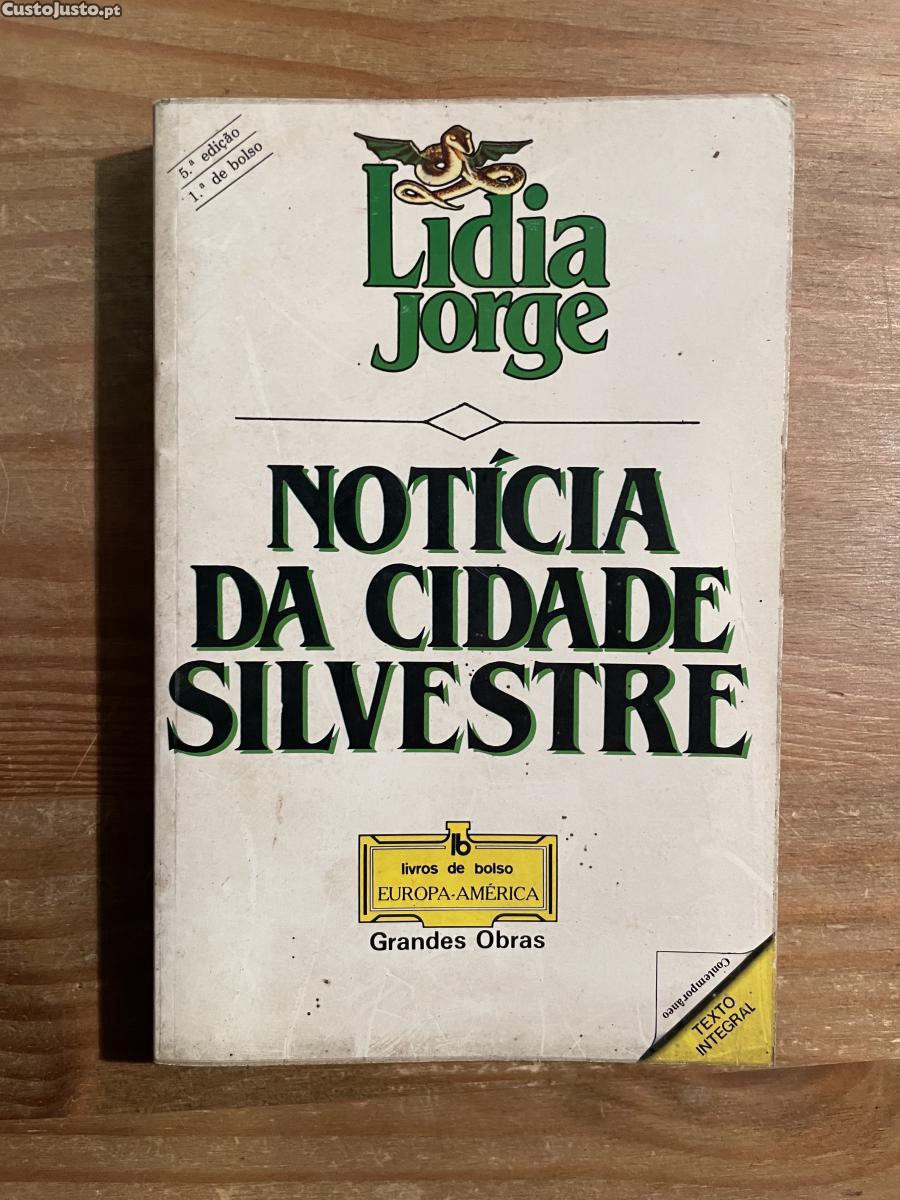 CustoJusto.pt
5.ª edição
1.ª de bolso
Lıdia
Jorge
NOTÍCIA
DA CIDADE
SILVESTRE
lb
livros de bolso
EUROPA-AMÉRICA
Grandes Obras
Contemporâneo
TEXTO
INTEGRAL